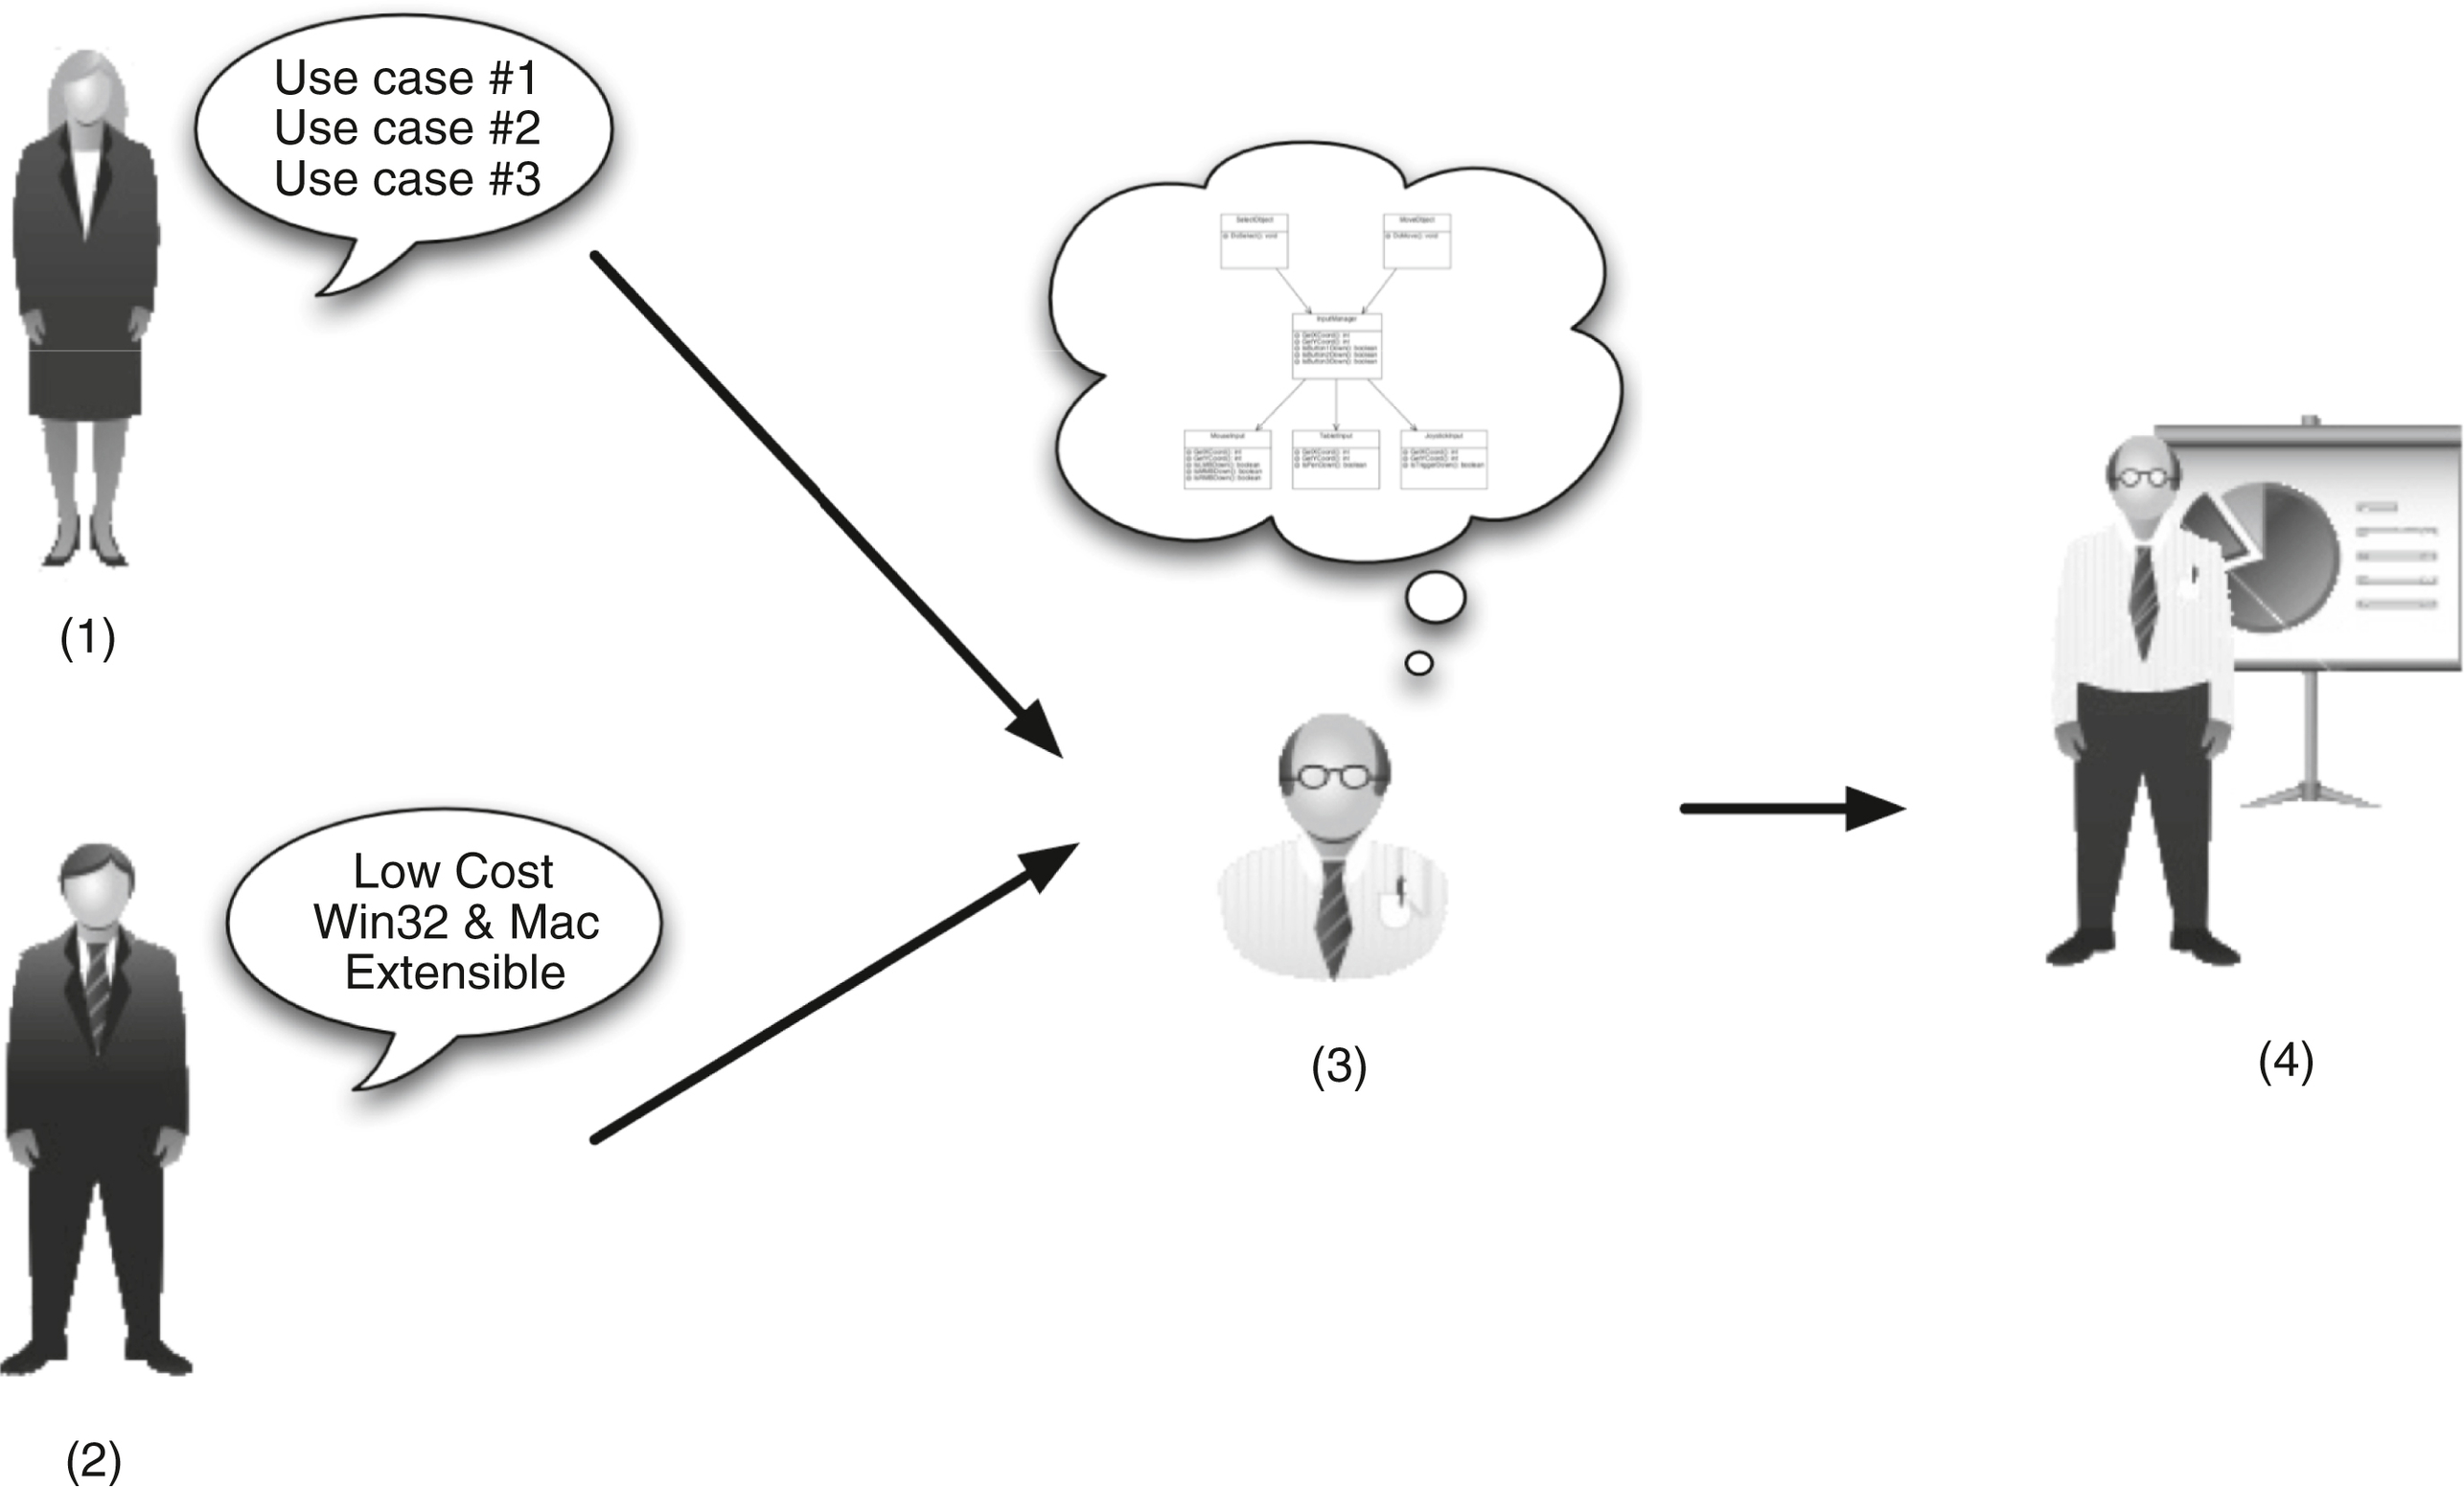 Use case #1
Use case #2
Use case #3
(1)
SelectObject
DoSelect(): void
MoveObject
DoMove(): void
InputManager
GetXCoord(): int
GetYCoord(): int
IsButton1Down(): boolean
IsButton2Down(): boolean
IsButton3Down(): boolean
MouseInput
GetXCoord(): int
GetYCoord(): int
IsLMBDown(): boolean
IsMMBDown(): boolean
IsRMBDown(): boolean
TabletInput
GetXCoord(): int
GetYCoord(): int
IsPenDown(): boolean
JoystickInput
GetXCoord(): int
GetYCoord(): int
IsTriggerDown(): boolean
Low Cost
Win32 & Mac
Extensible
(2)
(3)
(4)